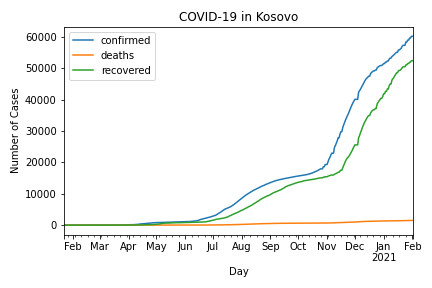 COVID-19 in Kosovo
confirmed
deaths
recovered
Number of Cases
60000
50000
40000
30000
20000
10000
0
Feb Mar Apr May Jun Jul Aug Sep Oct Nov Dec Jan Feb
2021
Day